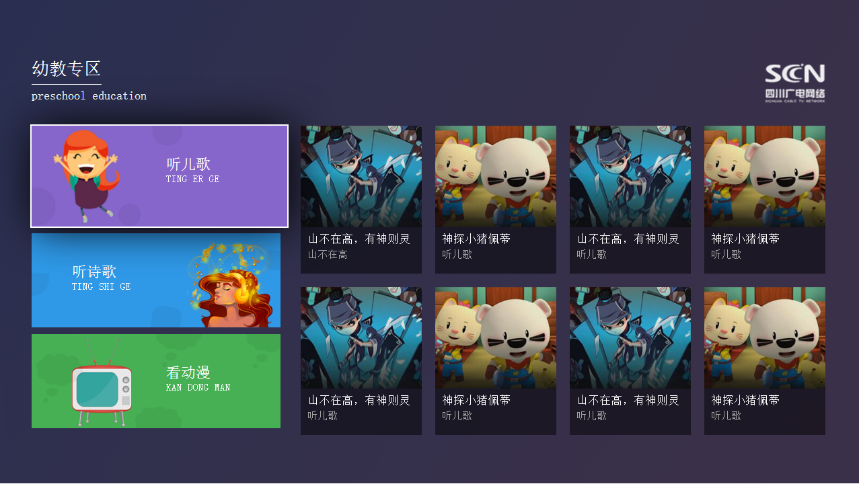 幼教专区
preschool education
SCN
四川广电网络
听儿歌
TING ER GE
听诗歌
TING SHI GE
看动漫
KAN DONG MAN
山不在高，有神则灵
山不在高
神探小猪佩蒂
听儿歌
山不在高，有神则灵
听儿歌
神探小猪佩蒂
听儿歌
山不在高，有神则灵
听儿歌
神探小猪佩蒂
听儿歌
山不在高，有神则灵
听儿歌
神探小猪佩蒂
听儿歌